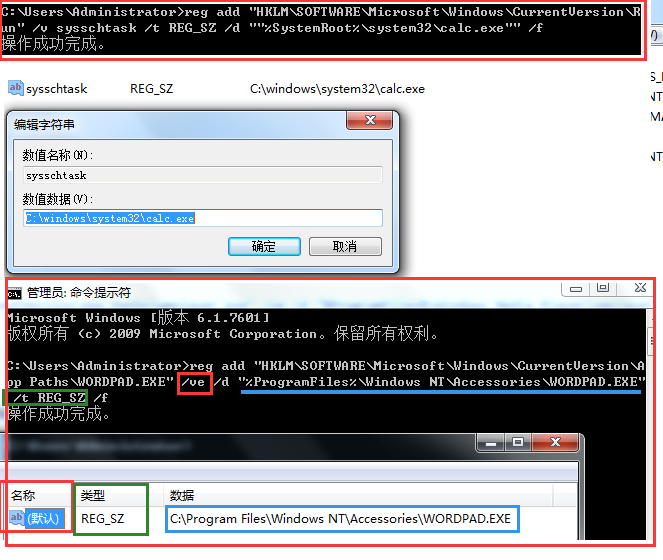 C:\Users\Administrator>reg add "HKLM\SOFTWARE\Microsoft\Windows\CurrentVersion\R
un" /v sysschtask /t REG_SZ /d ""%SystemRoot%\system32\calc.exe"" /f
操作成功完成。
sysschtask REG_SZ C:\windows\system32\calc.exe
编辑字符串
数值名称(N):
sysschtask
数值数据(V):
C:\windows\system32\calc.exe
确定 取消
管理员: 命令提示符
Microsoft Windows [版本 6.1.7601]
版权所有 (c) 2009 Microsoft Corporation。保留所有权利。
C:\Users\Administrator>reg add "HKLM\SOFTWARE\Microsoft\Windows\CurrentVersion\A
pp Paths\WORDPAD.EXE" /ve /d "%ProgramFiles%\Windows NT\Accessories\WORDPAD.EXE"
/t REG_SZ /f
操作成功完成。
名称 类型 数据
(默认) REG_SZ C:\Program Files\Windows NT\Accessories\WORDPAD.EXE